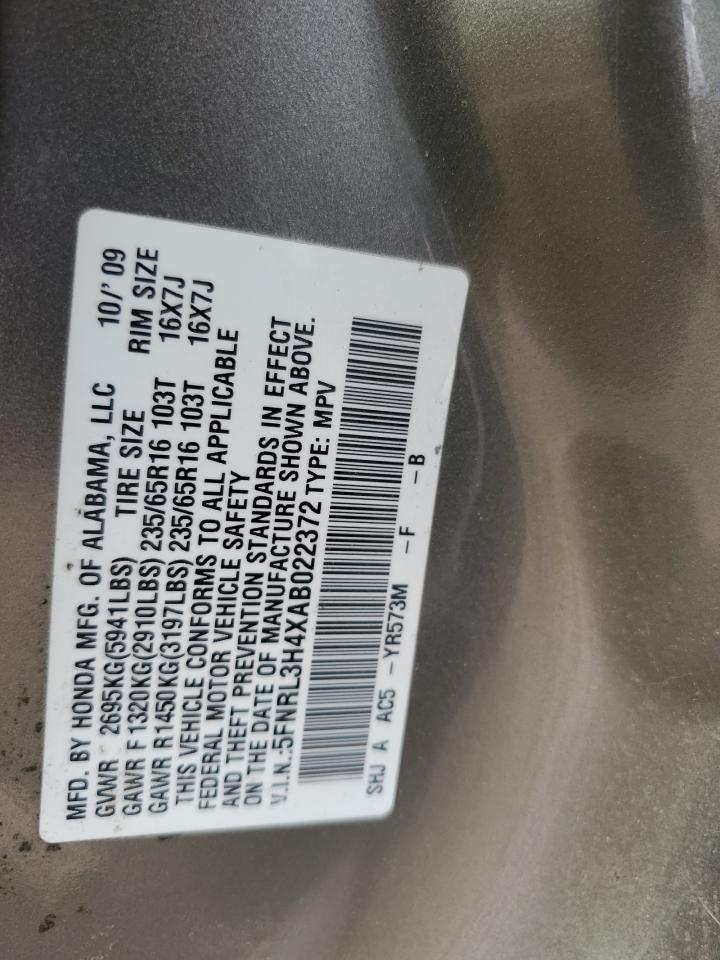 MFD. BY HONDA MFG. OF ALABAMA, LLC 10/' 09
GVWR 2695KG(5941LBS) TIRE SIZE RIM SIZE
GAWR F1320KG(2910LBS) 235/65R16 103T 16X7J
GAWR R1450KG(3197LBS) 235/65R16 103T 16X7J
THIS VEHICLE CONFORMS TO ALL APPLICABLE
FEDERAL MOTOR VEHICLE SAFETY
AND THEFT PREVENTION STANDARDS IN EFFECT
ON THE DATE OF MANUFACTURE SHOWN ABOVE.
V.I.N.:5FNRL3H4XAB022372 TYPE: MPV
SHJ A AC5 -YR573M -F -B